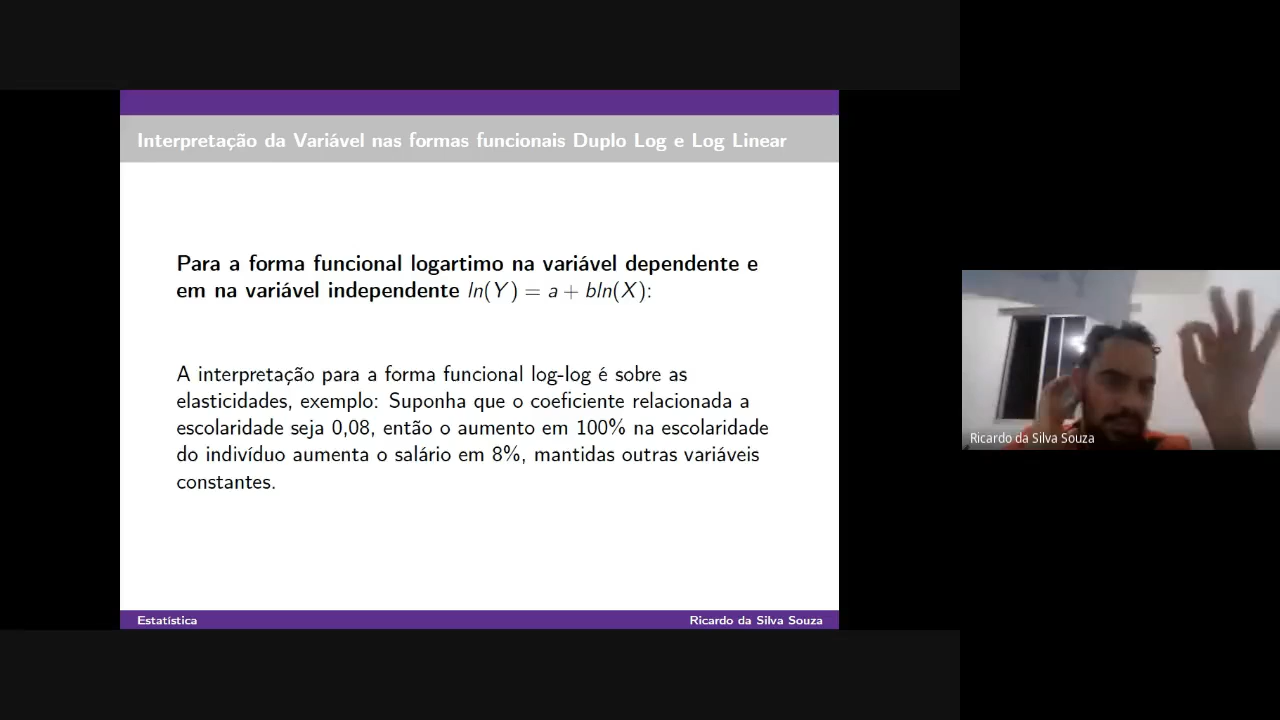 Interpretação da Variável nas formas funcionais Duplo Log e Log Linear
Para a forma funcional logartimo na variável dependente e
em na variável independente ln(Y) = a + bln(X):
A interpretação para a forma funcional log-log é sobre as
elasticidades, exemplo: Suponha que o coeficiente relacionada a
escolaridade seja 0,08, então o aumento em 100% na escolaridade
do indivíduo aumenta o salário em 8%, mantidas outras variáveis
constantes.
Ricardo da Silva Souza
Estatística
Ricardo da Silva Souza